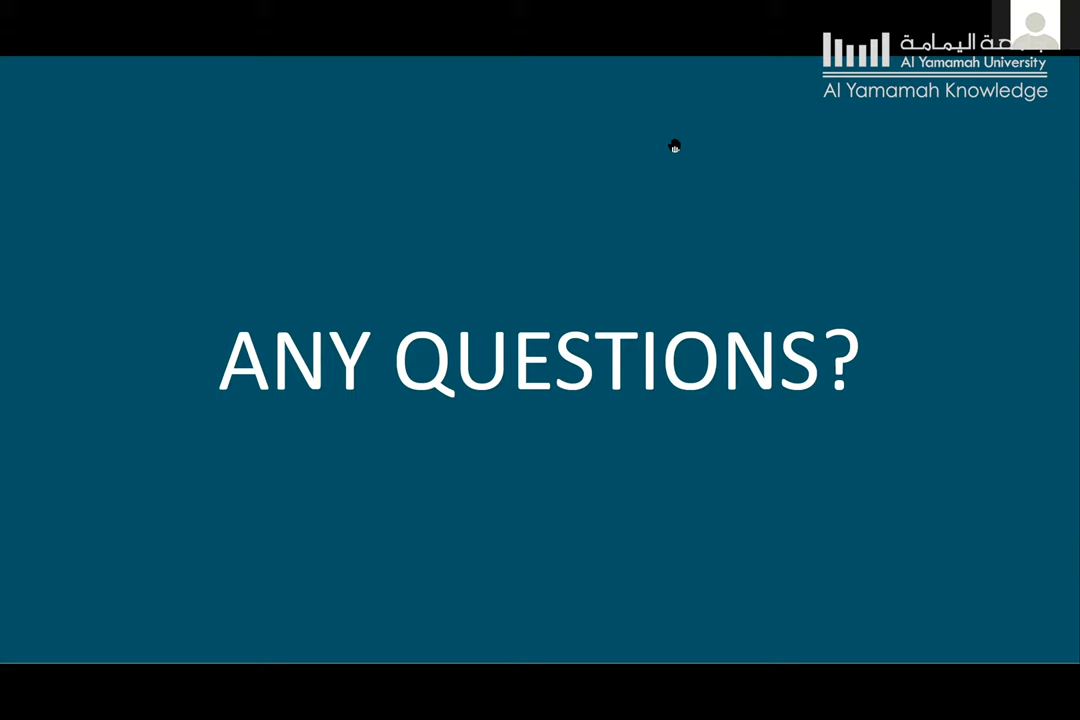 اليمامة
Al Yamamah University
Al Yamamah Knowledge
ANY QUESTIONS?